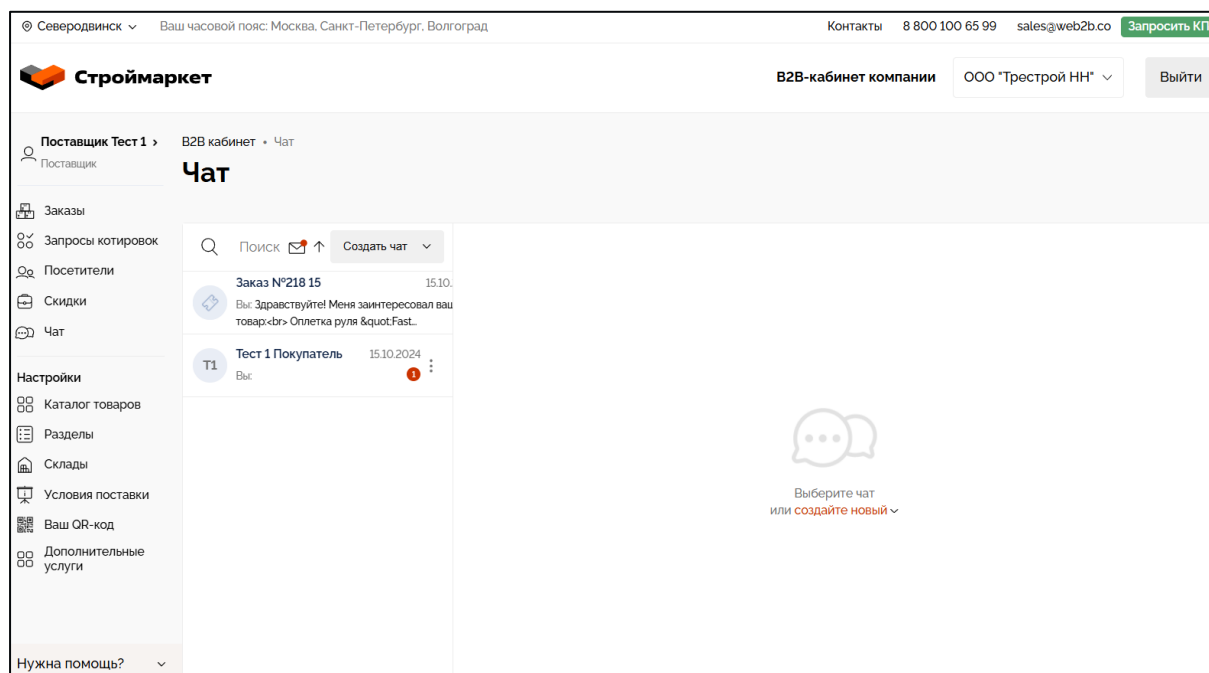 Северодвинск Ваш часовой пояс: Москва, Санкт-Петербург, Волгоград Контакты 8 800 100 65 99 sales@web2b.co Запросить КП
Строймаркет B2B-кабинет компании ООО "Трестрой НН" Выйти
Поставщик Тест 1
Поставщик
B2B кабинет • Чат
Чат
Заказы
Запросы котировок
Посетители
Скидки
Чат
Настройки
Каталог товаров
Разделы
Склады
Условия поставки
Ваш QR-код
Дополнительные
услуги
Нужна помощь?
Поиск Создать чат
Заказ №218 15 15.10.
Вы: Здравствуйте! Меня заинтересовал ваш
товар:<br> Оплетка руля &quot;Fast...
Т1 Тест 1 Покупатель 15.10.2024
Вы: 1
Выберите чат
или создайте новый